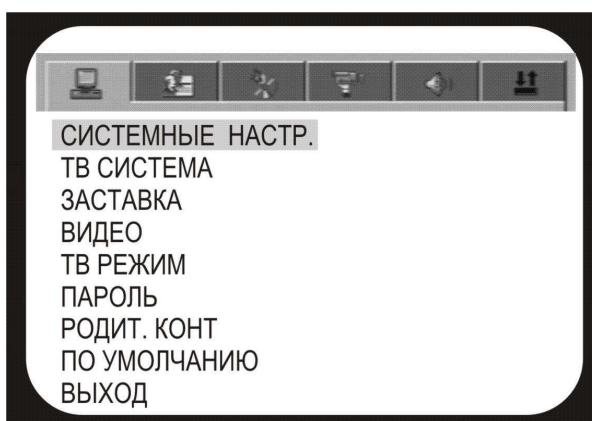 СИСТЕМНЫЕ НАСТР.
ТВ СИСТЕМА
ЗАСТАВКА
ВИДЕО
ТВ РЕЖИМ
ПАРОЛЬ
РОДИТ. КОНТ
ПО УМОЛЧАНИЮ
ВЫХОД